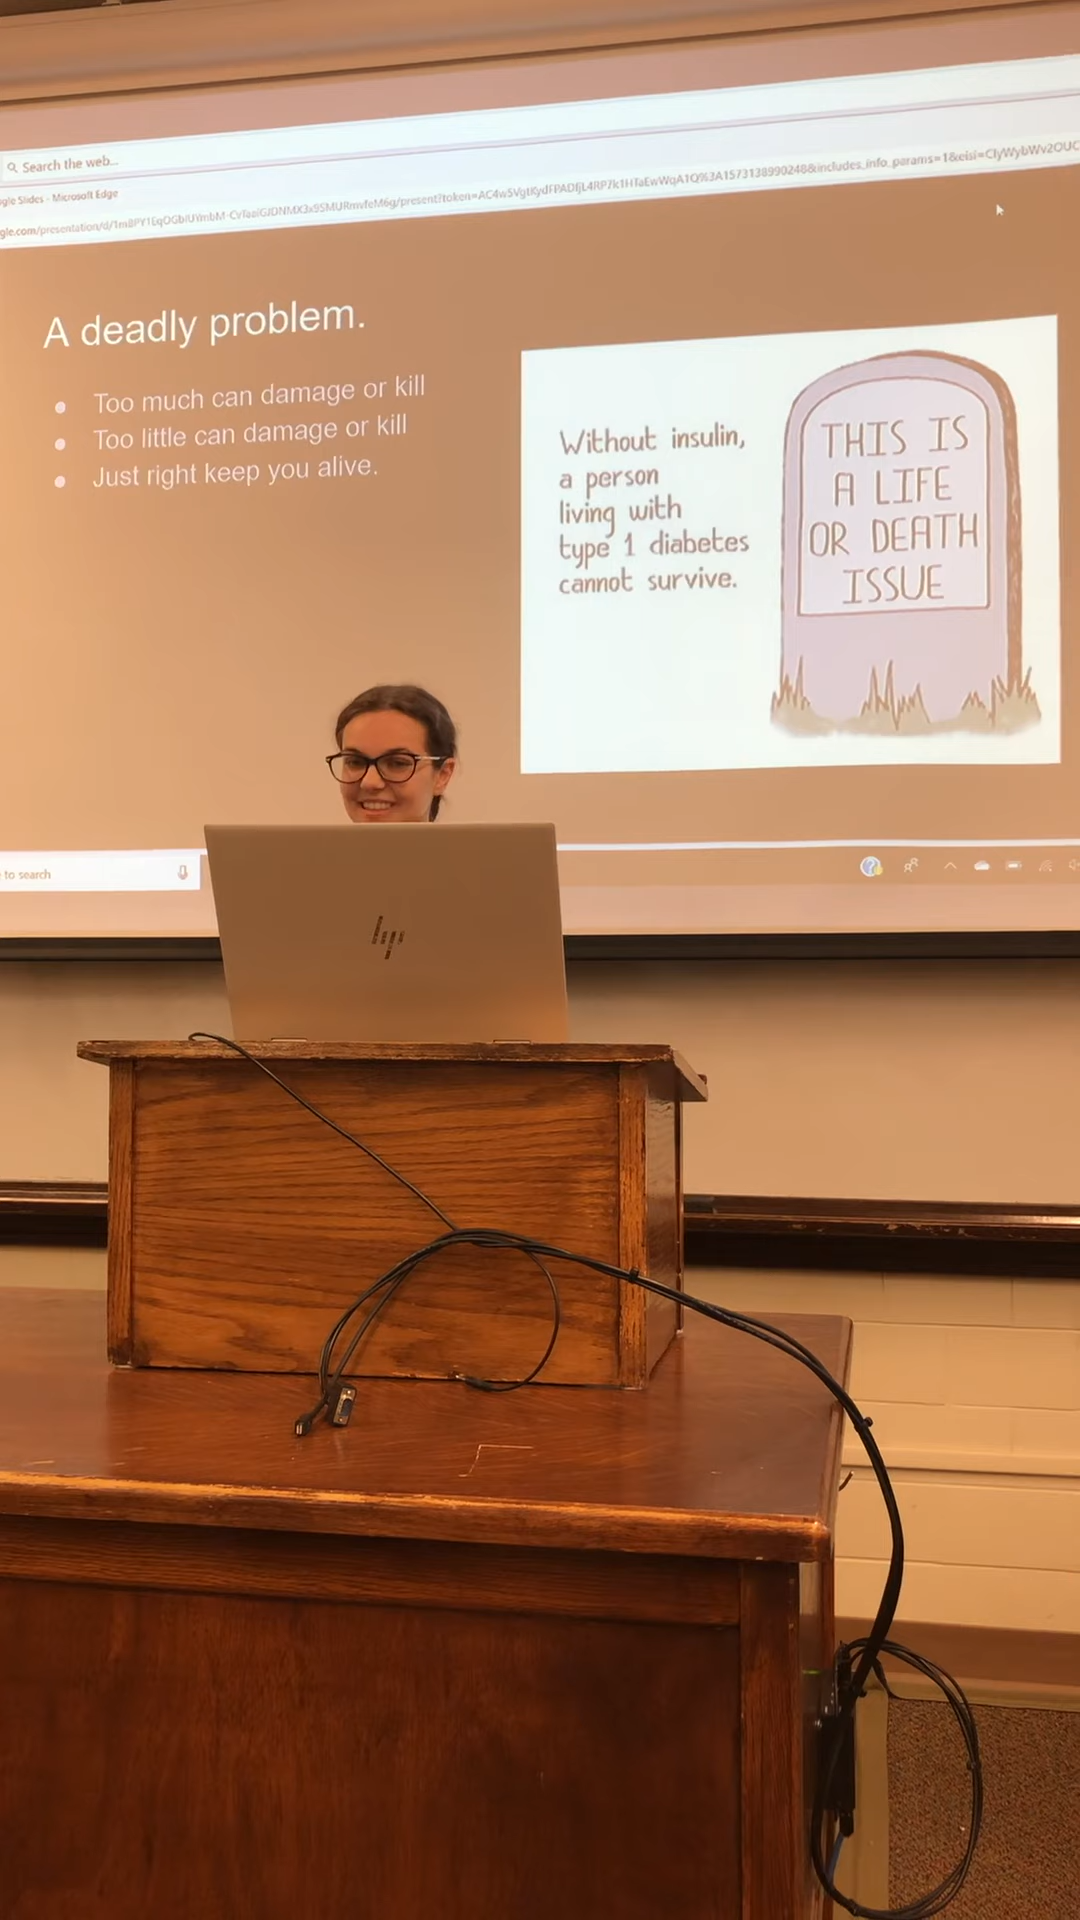 Search the web...
gle Slides - Microsoft Edge
A deadly problem.
Too much can damage or kill
Too little can damage or kill
Just right keep you alive.
Without insulin,
a person
living with
type 1 diabetes
cannot survive.
THIS IS
A LIFE
OR DEATH
ISSUE
to search